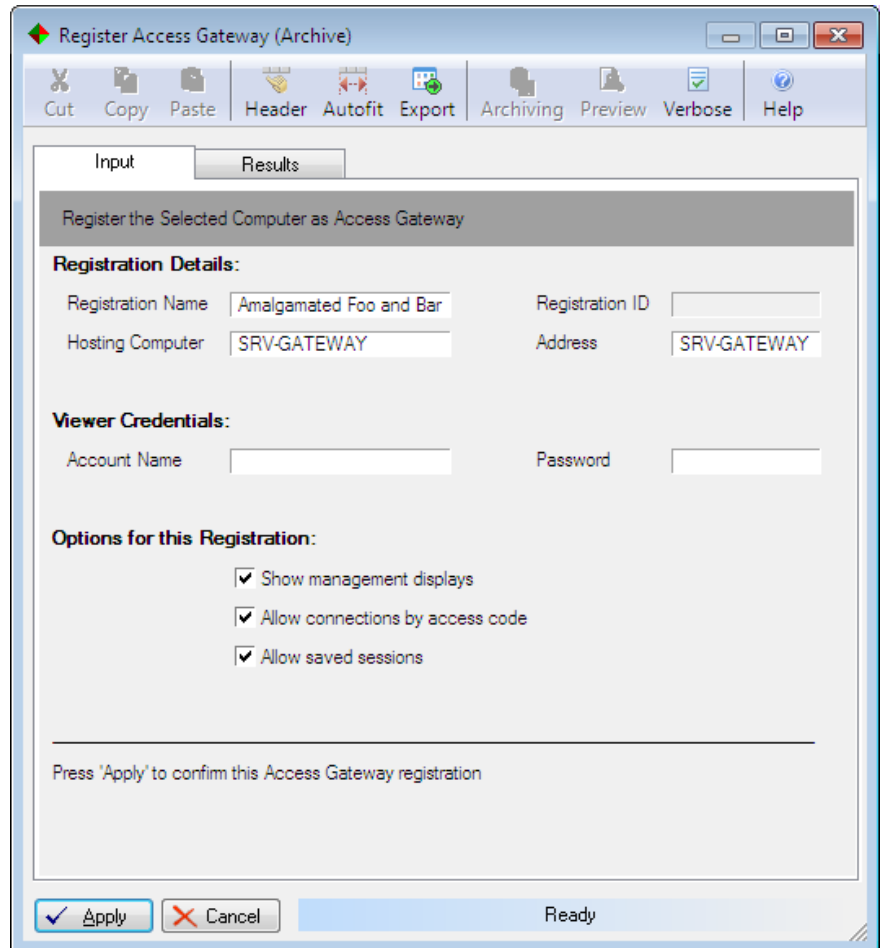 Register Access Gateway (Archive)
Cut Copy Paste Header Autofit Export Archiving Preview Verbose Help
Input Results
Register the Selected Computer as Access Gateway
Registration Details:
Registration Name Amalgamated Foo and Bar Registration ID
Hosting Computer SRV-GATEWAY Address SRV-GATEWAY
Viewer Credentials:
Account Name Password
Options for this Registration:
Show management displays
Allow connections by access code
Allow saved sessions
Press 'Apply' to confirm this Access Gateway registration
Apply Cancel Ready